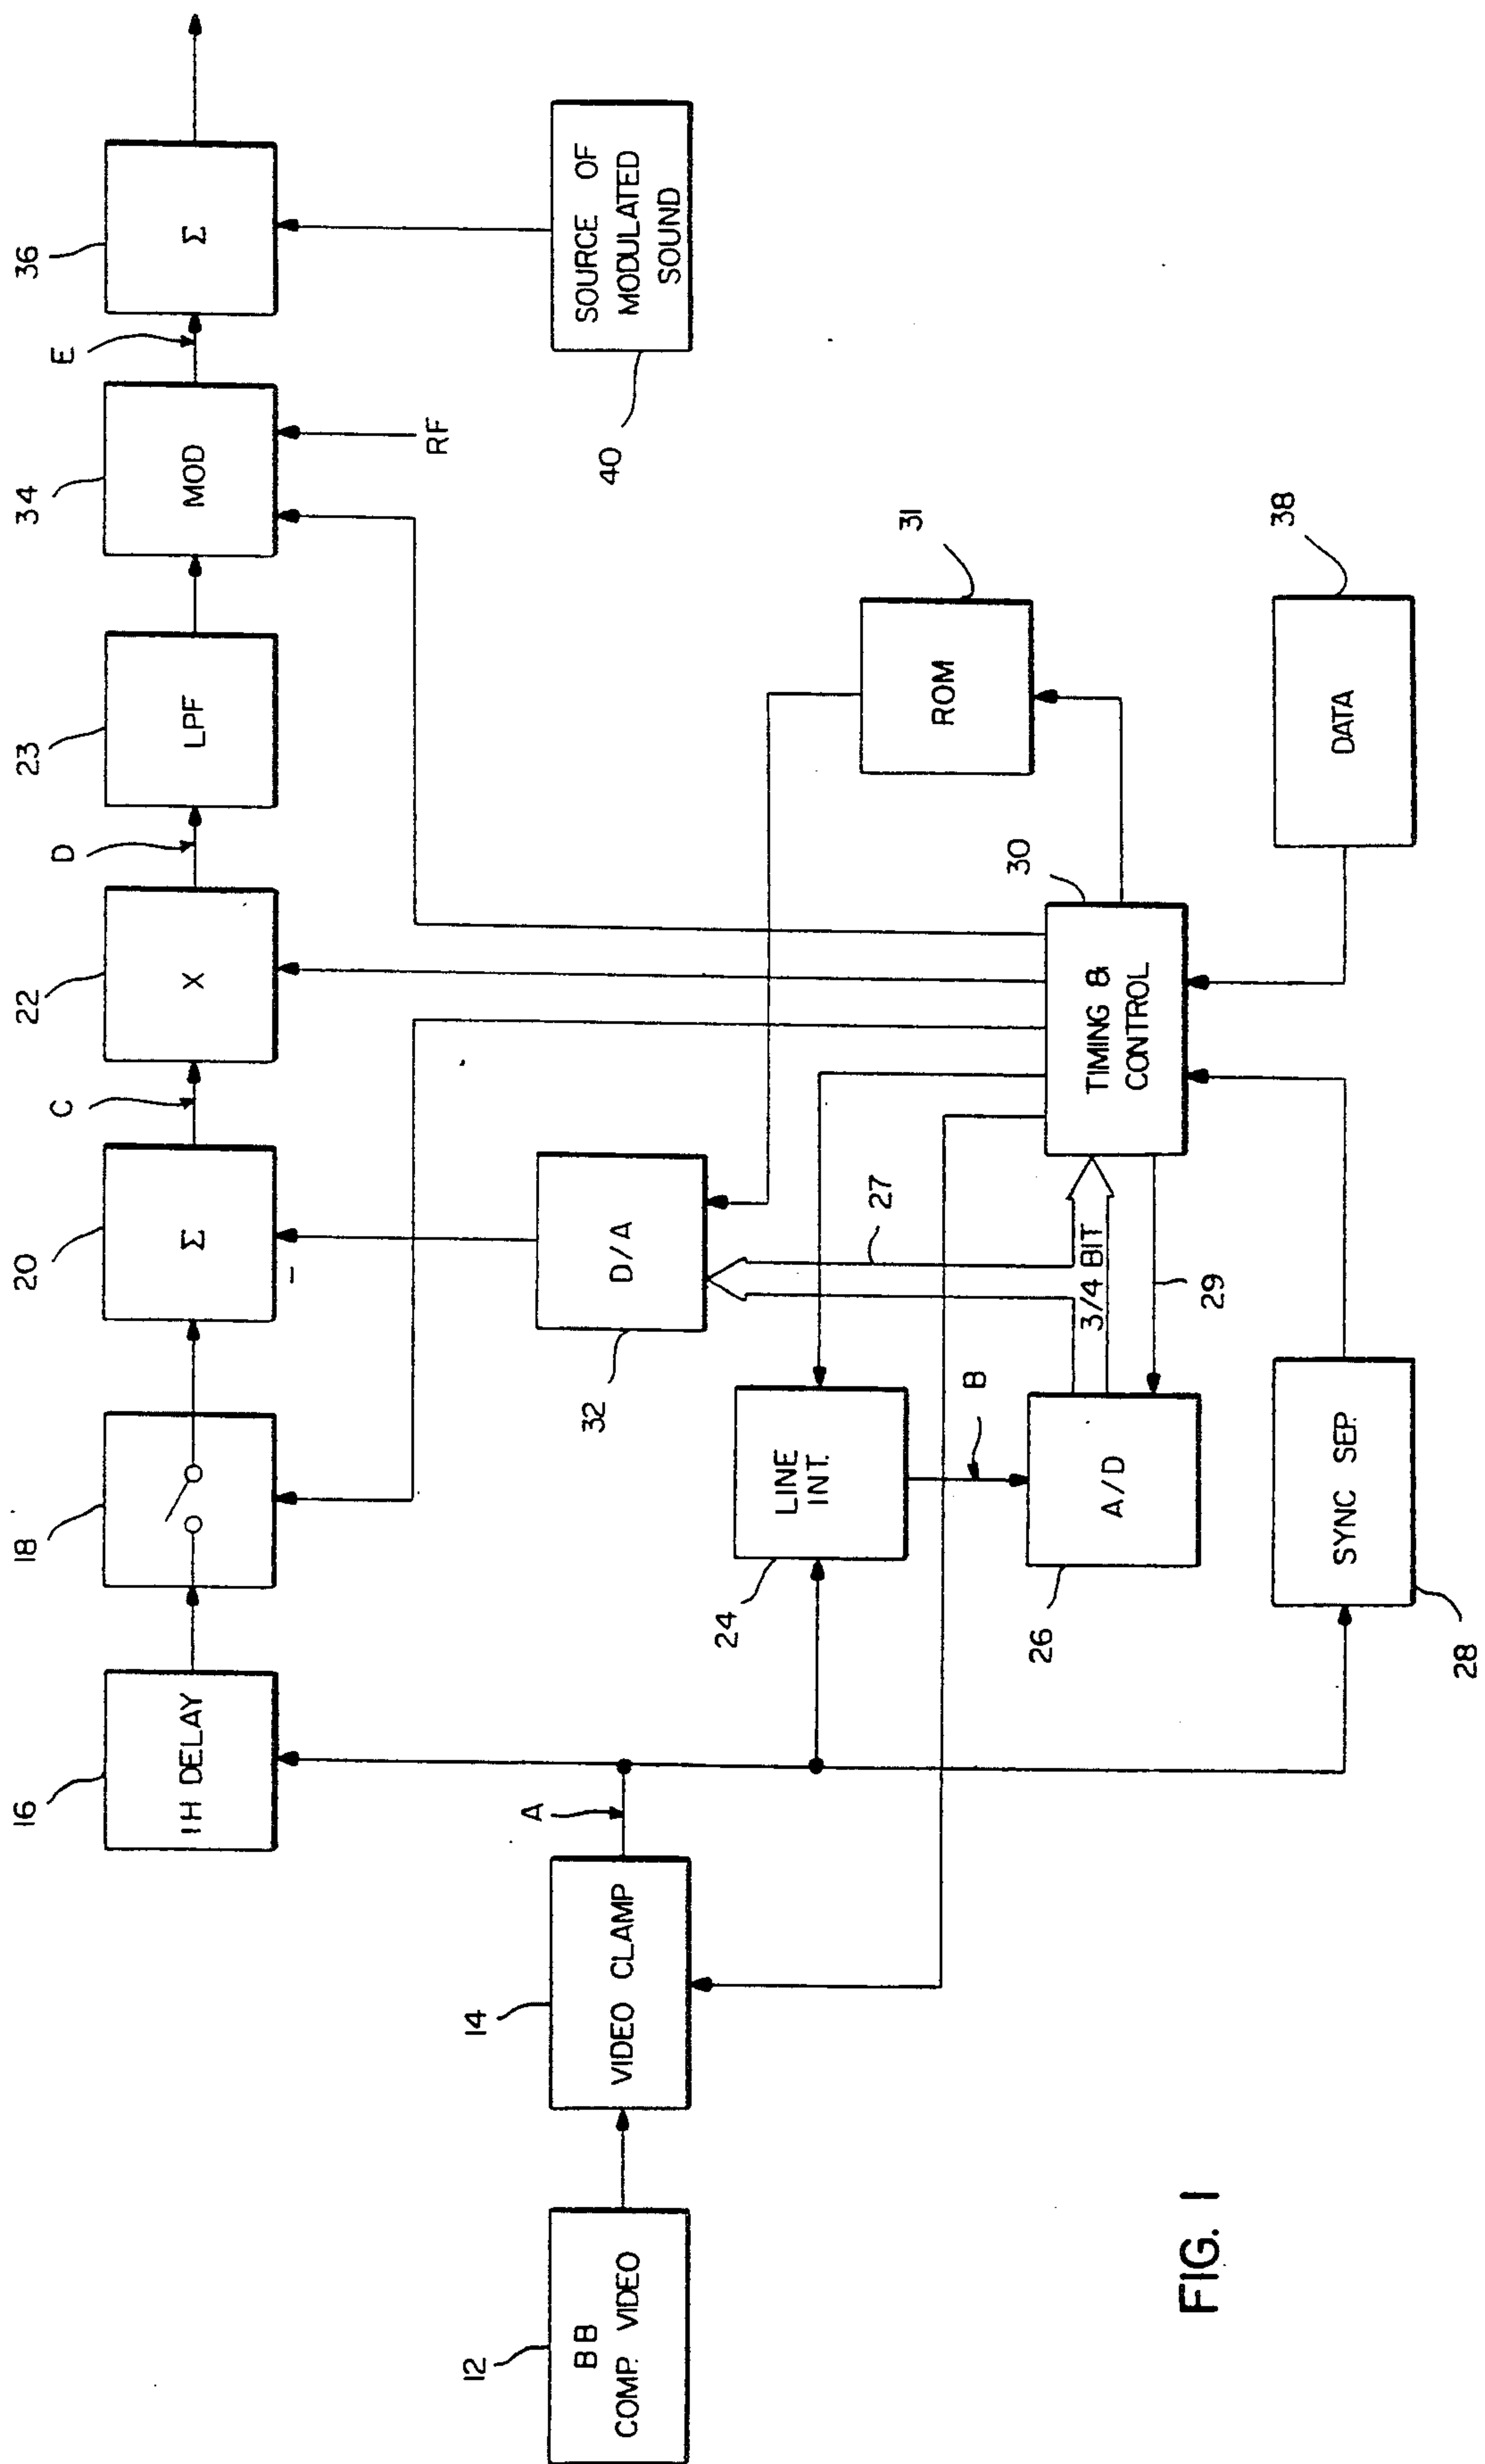 16
1H DELAY
18
20
Σ
–
C
22
X
D
23
LPF
34
MOD
RF
E
36
Σ
12
BB
COMP. VIDEO
14
VIDEO CLAMP
A
32
D/A
SOURCE OF
MODULATED
SOUND
40
24
LINE
INT.
B
27
31
ROM
26
A/D
3/4 BIT
29
30
TIMING &
CONTROL
28
SYNC SEP.
38
DATA
FIG. 1